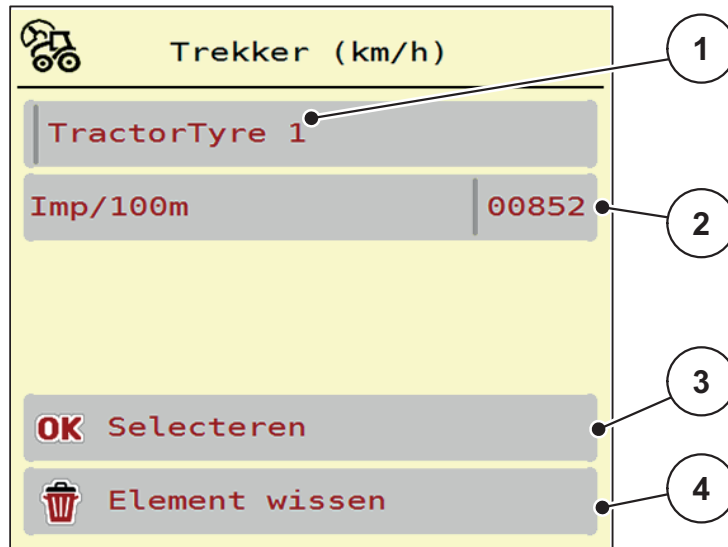 Trekker (km/h)
1
TractorTyre 1
Imp/100m 00852
2
OK Selecteren
3
Element wissen
4